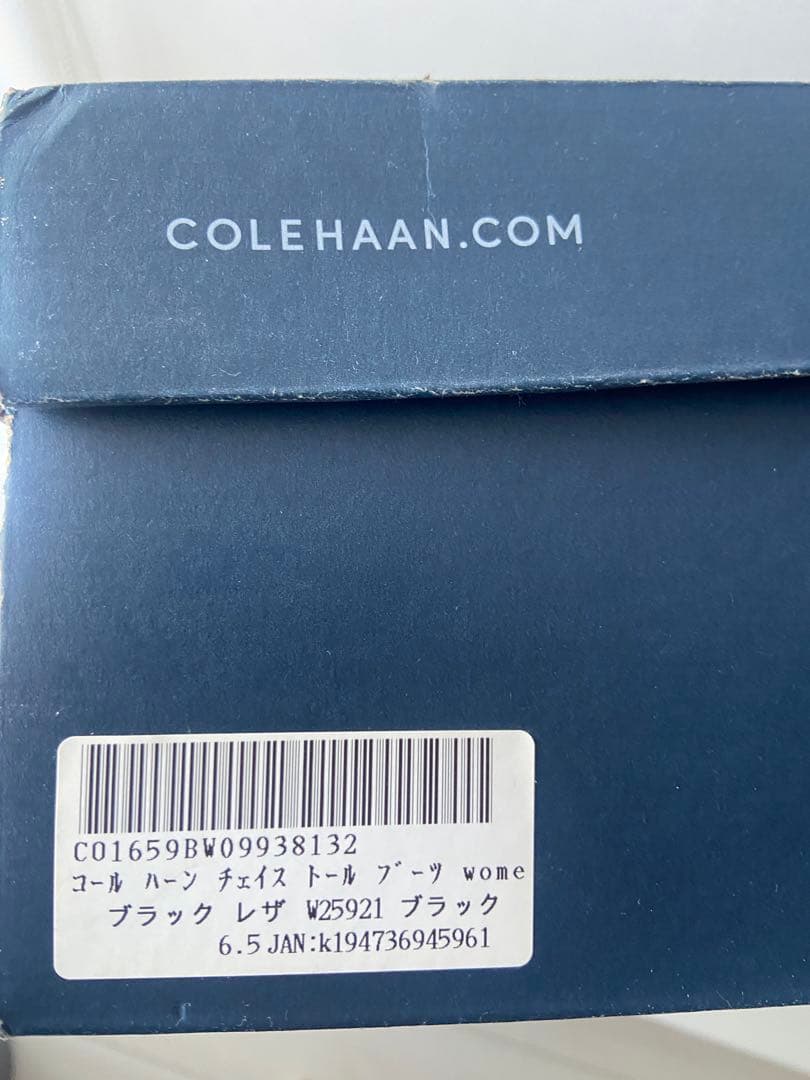 COLEHAAN.COM
C01659BW09938132
コール ハーン チェイス トール ブーツ wome
ブラック レザ W25921 ブラック
6.5 JAN:k194736945961